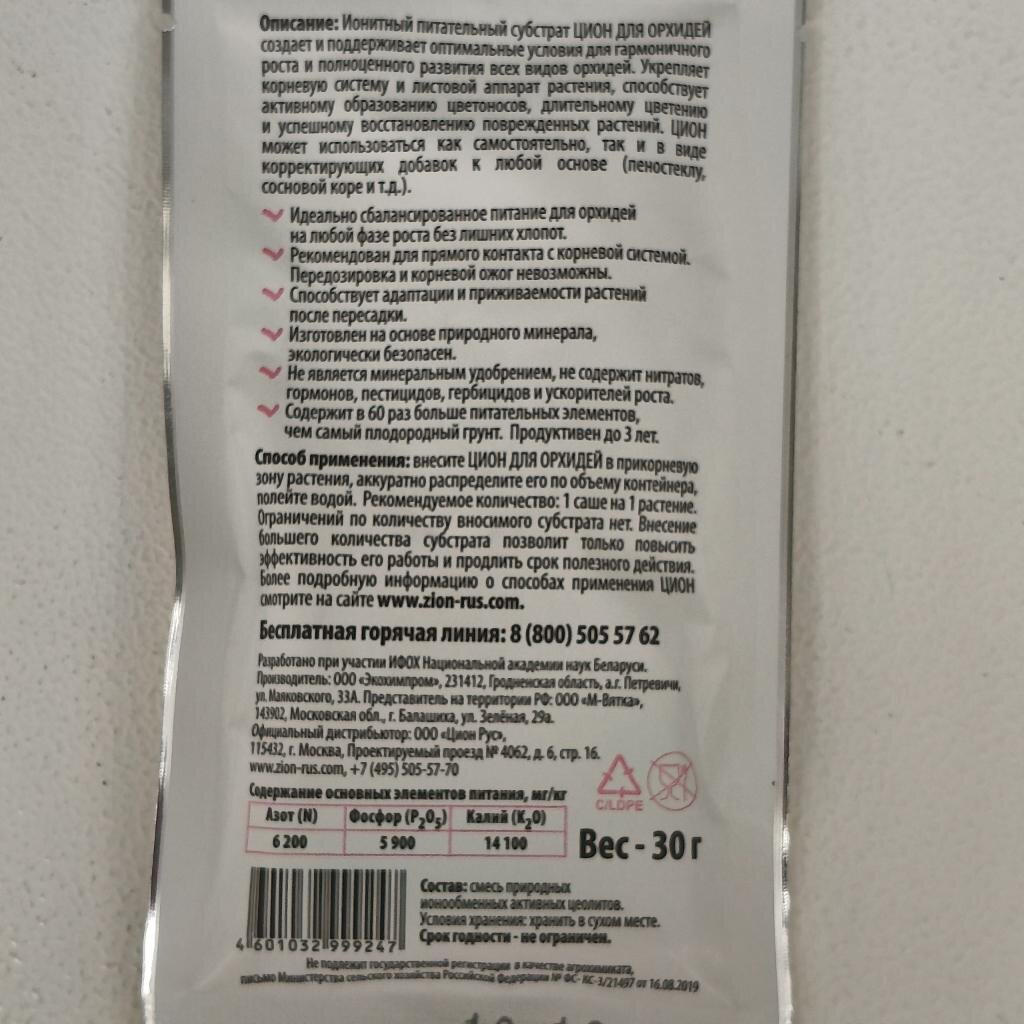 Описание: Ионитный питательный субстрат ЦИОН ДЛЯ ОРХИДЕЙ
создает и поддерживает оптимальные условия для гармоничного
роста и полноценного развития всех видов орхидей. Укрепляет
корневую систему и листовой аппарат растения, способствует
активному образованию цветоносов, длительному цветению
и успешному восстановлению поврежденных растений. ЦИОН
может использоваться как самостоятельно, так и в виде
корректирующих добавок к любой основе (пеностеклу,
сосновой коре и т.д.).
Идеально сбалансированное питание для орхидей
на любой фазе роста без лишних хлопот.
Рекомендован для прямого контакта с корневой системой.
Передозировка и корневой ожог невозможны.
Способствует адаптации и приживаемости растений
после пересадки.
Изготовлен на основе природного минерала,
экологически безопасен.
Не является минеральным удобрением, не содержит нитратов,
гормонов, пестицидов, гербицидов и ускорителей роста.
Содержит в 60 раз больше питательных элементов,
чем самый плодородный грунт. Продуктивен до 3 лет.
Способ применения: внесите ЦИОН ДЛЯ ОРХИДЕЙ в прикорневую
зону растения, аккуратно распределите его по объему контейнера,
полейте водой. Рекомендуемое количество: 1 саше на 1 растение.
Ограничений по количеству вносимого субстрата нет. Внесение
большего количества субстрата позволит только повысить
эффективность его работы и продлить срок полезного действия.
Более подробную информацию о способах применения ЦИОН
смотрите на сайте www.zion-rus.com.
Бесплатная горячая линия: 8 (800) 505 57 62
Разработано при участии ИФОХ Национальной академии наук Беларуси.
Производитель: ООО «Экохимпром», 231412, Гродненская область, а.г. Петревичи,
ул. Маяковского, 33А. Представитель на территории РФ: ООО «М-Вятка»,
143902, Московская обл., г. Балашиха, ул. Зелёная, 29а.
Официальный дистрибьютор: ООО «Цион Рус»,
115432, г. Москва, Проектируемый проезд № 4062, д. 6, стр. 16.
www.zion-rus.com, +7 (495) 505-57-70
C/LDPE
Содержание основных элементов питания, мг/кг
Азот (N) Фосфор (P₂O₅) Калий (K₂O)
6 200 5 900 14 100
Вес - 30 г
Состав: смесь природных
ионообменных активных цеолитов.
Условия хранения: хранить в сухом месте.
Срок годности - не ограничен.
4 601032 999247
Не подлежит государственной регистрации в качестве агрохимиката,
письмо Министерства сельского хозяйства Российской Федерации № ФС-КС-3/21497 от 16.08.2019